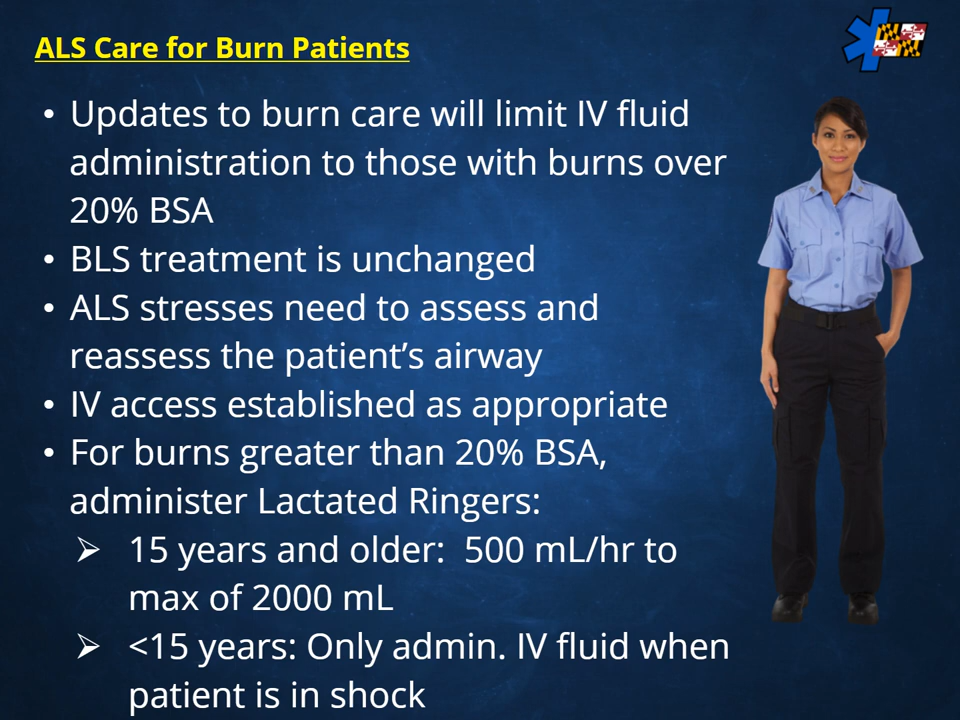 ALS Care for Burn Patients
• Updates to burn care will limit IV fluid
administration to those with burns over
20% BSA
• BLS treatment is unchanged
• ALS stresses need to assess and
reassess the patient’s airway
• IV access established as appropriate
• For burns greater than 20% BSA,
administer Lactated Ringers:
➢ 15 years and older:  500 mL/hr to
max of 2000 mL
➢ <15 years: Only admin. IV fluid when
patient is in shock